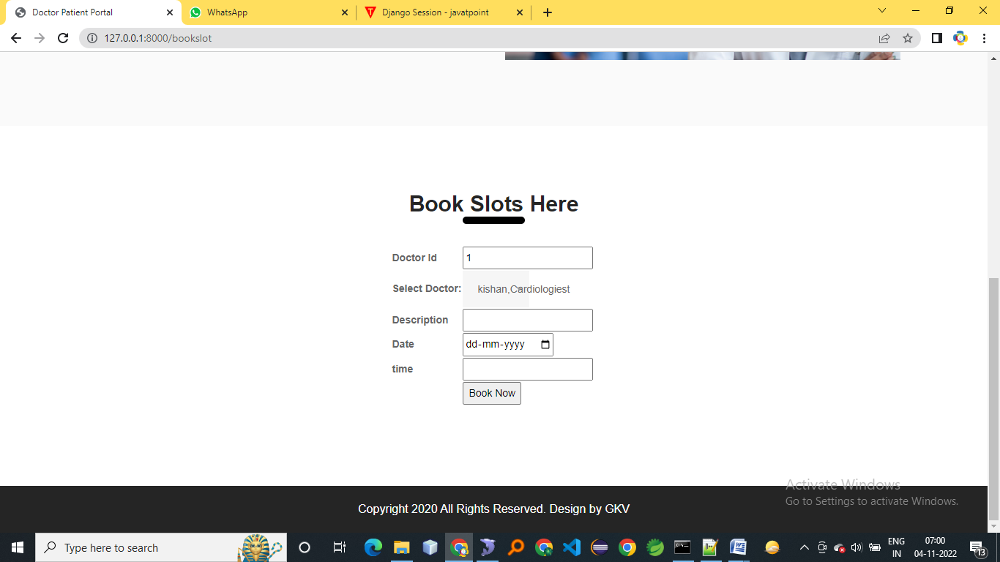 Doctor Patient Portal
WhatsApp
Django Session - javatpoint
127.0.0.1:8000/bookslot
Book Slots Here
Doctor Id 1
Select Doctor: kishan,Cardiologiest
Description
Date dd-mm-yyyy
time
Book Now
Activate Windows
Go to Settings to activate Windows.
Copyright 2020 All Rights Reserved. Design by GKV
Type here to search
ENG
IN
07:00
04-11-2022
13